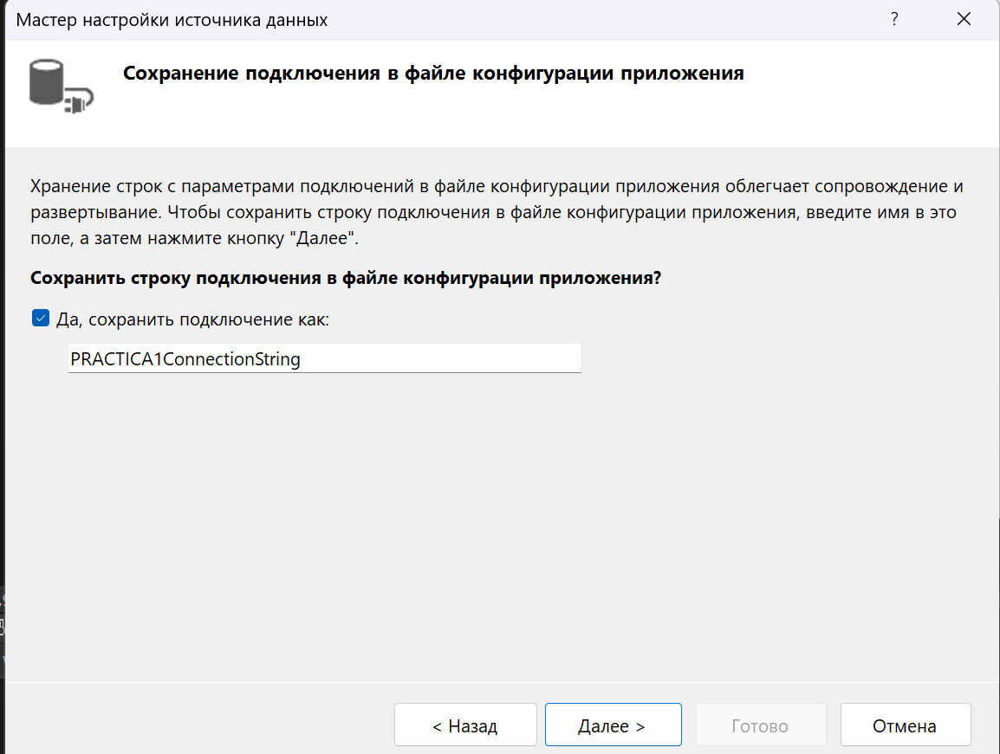 Мастер настройки источника данных
?
Сохранение подключения в файле конфигурации приложения
Хранение строк с параметрами подключений в файле конфигурации приложения облегчает сопровождение и
развертывание. Чтобы сохранить строку подключения в файле конфигурации приложения, введите имя в это
поле, а затем нажмите кнопку "Далее".
Сохранить строку подключения в файле конфигурации приложения?
Да, сохранить подключение как:
PRACTICA1ConnectionString
< Назад
Далее >
Готово
Отмена